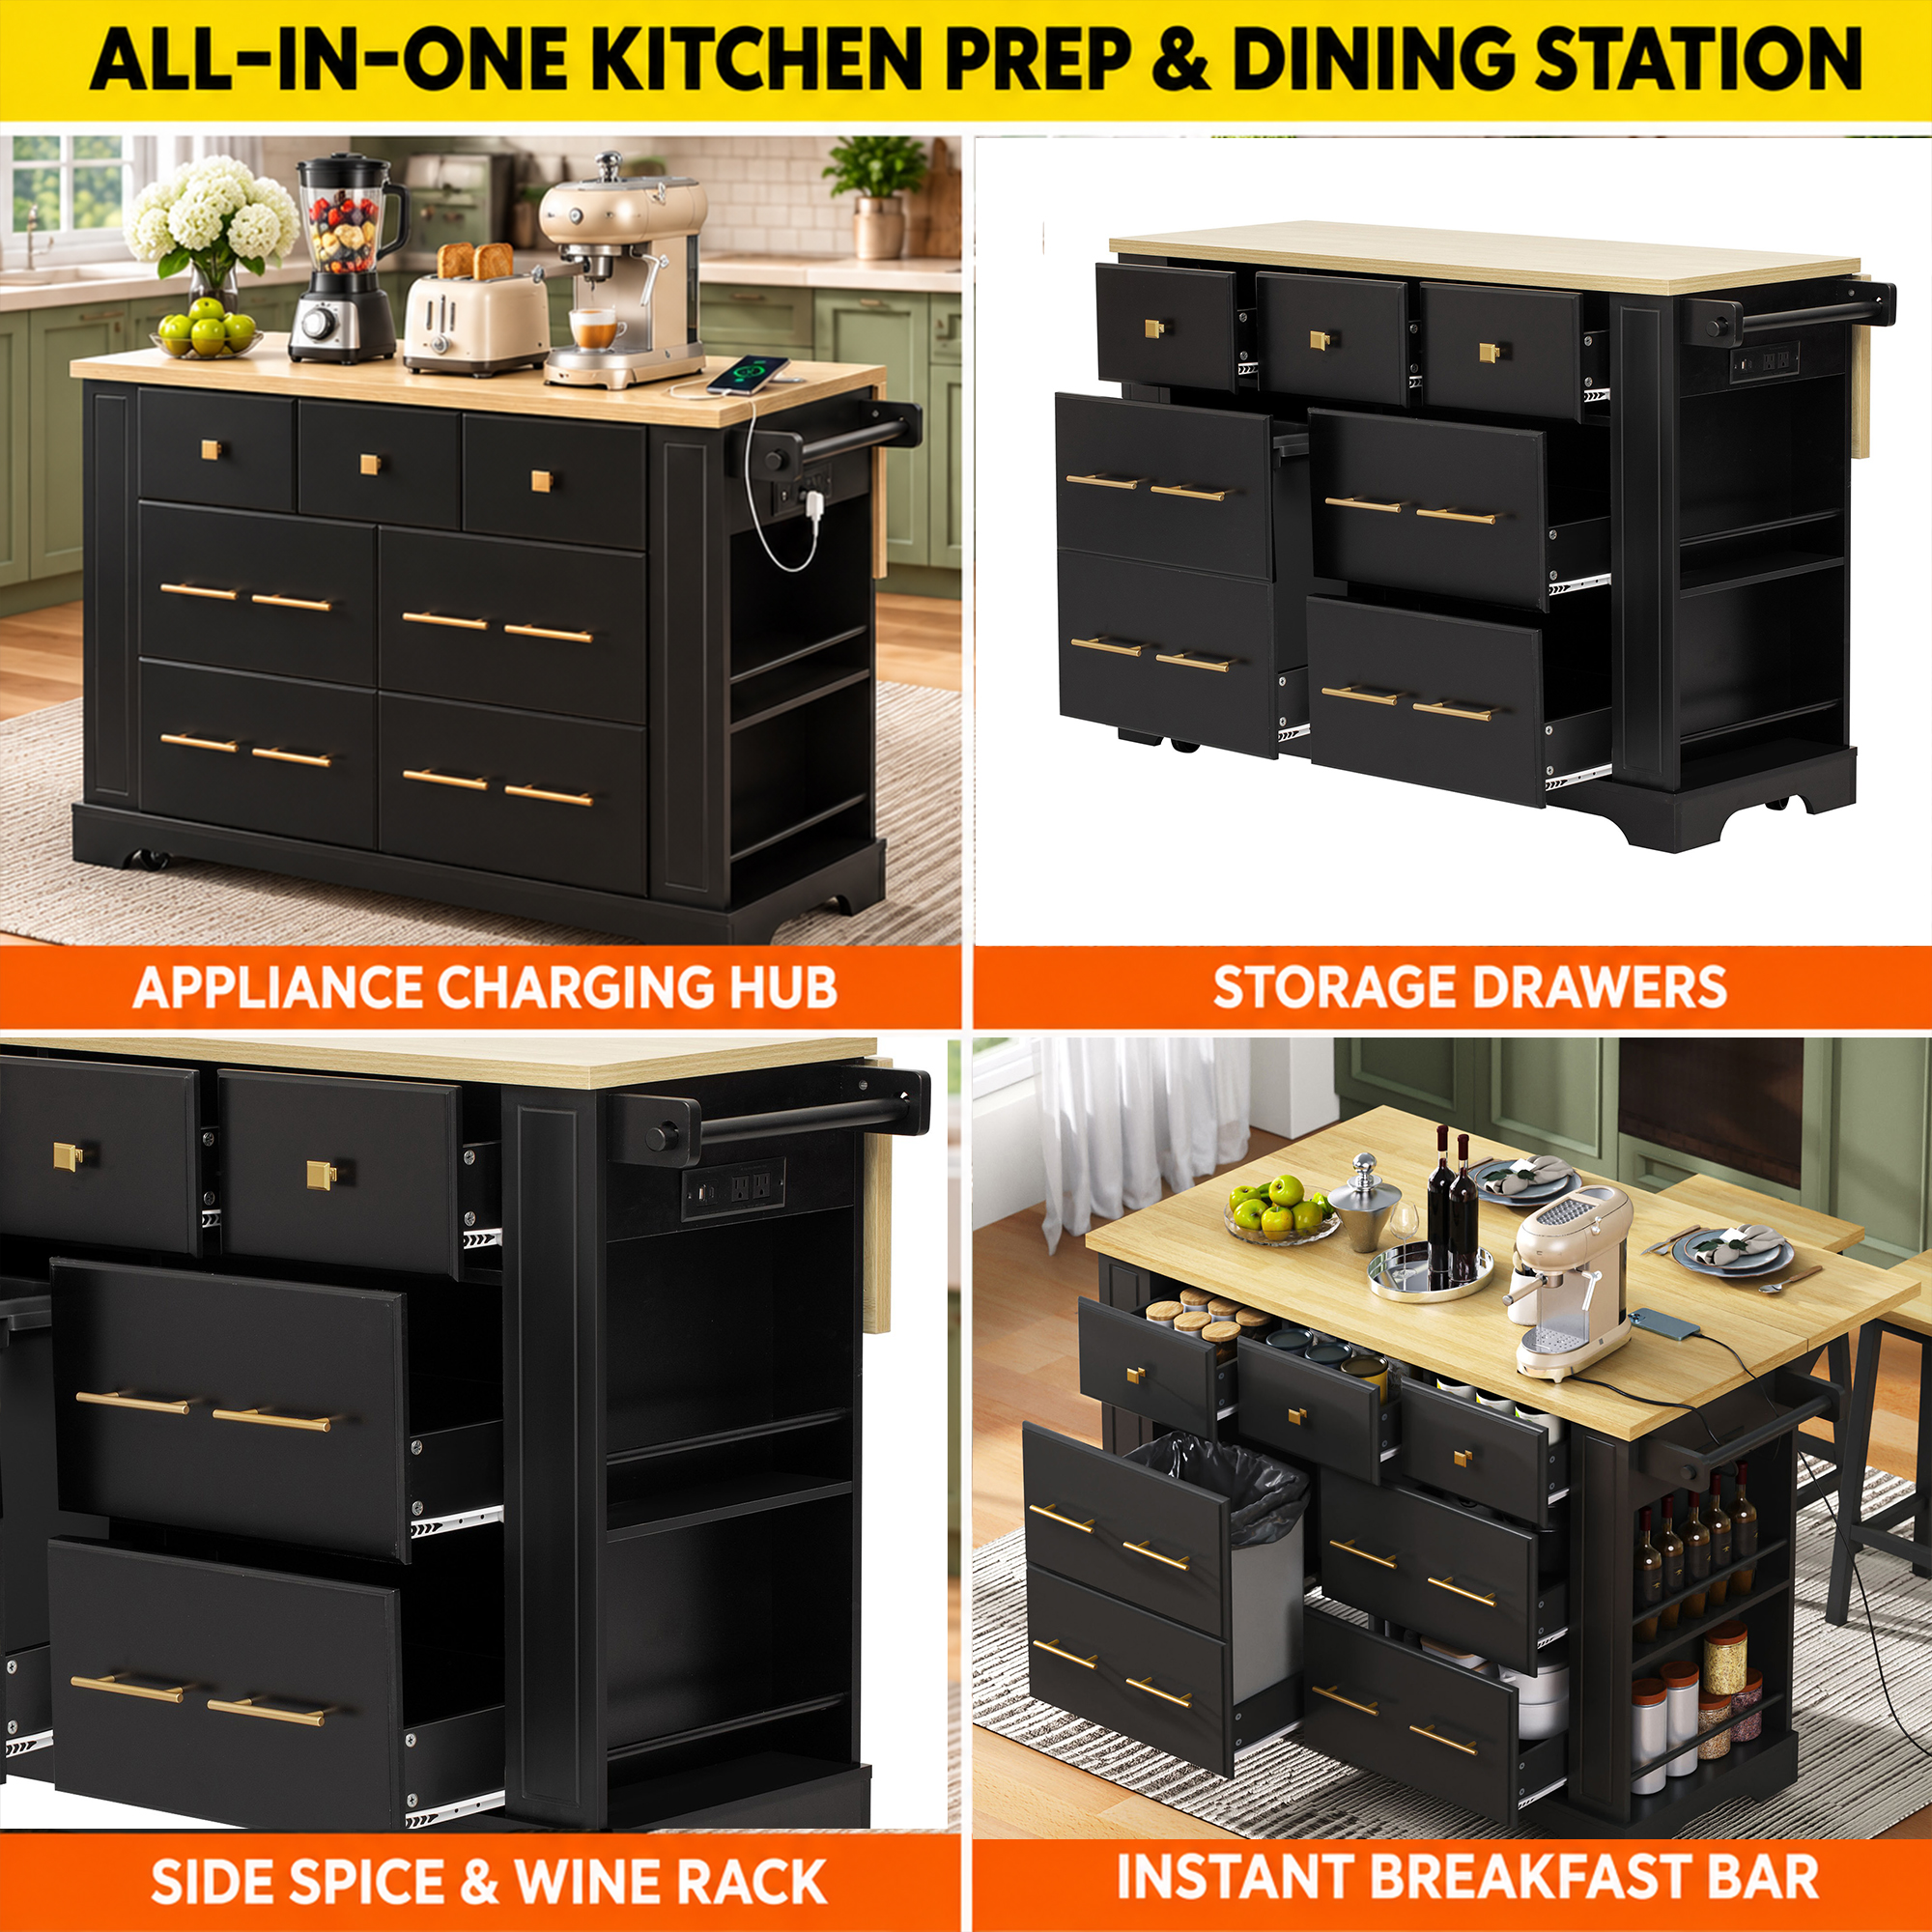 ALL-IN-ONE KITCHEN PREP & DINING STATION
APPLIANCE CHARGING HUB
STORAGE DRAWERS
SIDE SPICE & WINE RACK
INSTANT BREAKFAST BAR